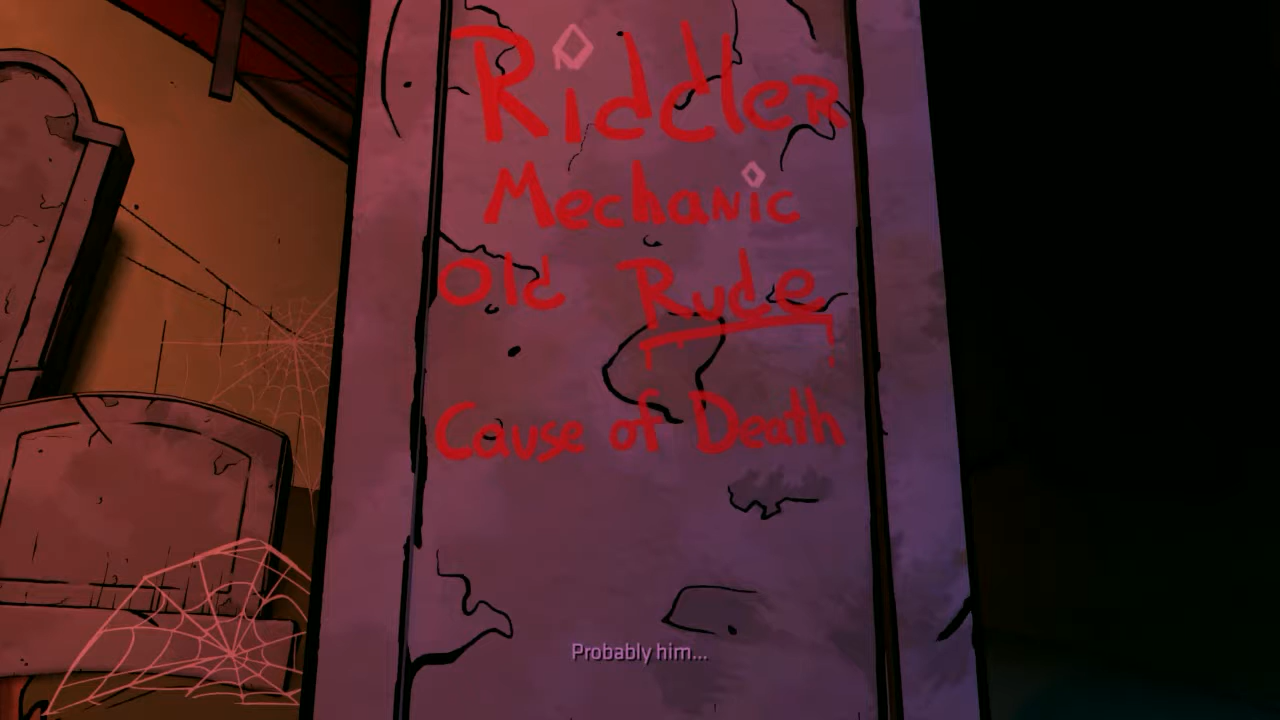 Riddler
Mechanic
Old Rude
Cause of Death
Probably him...